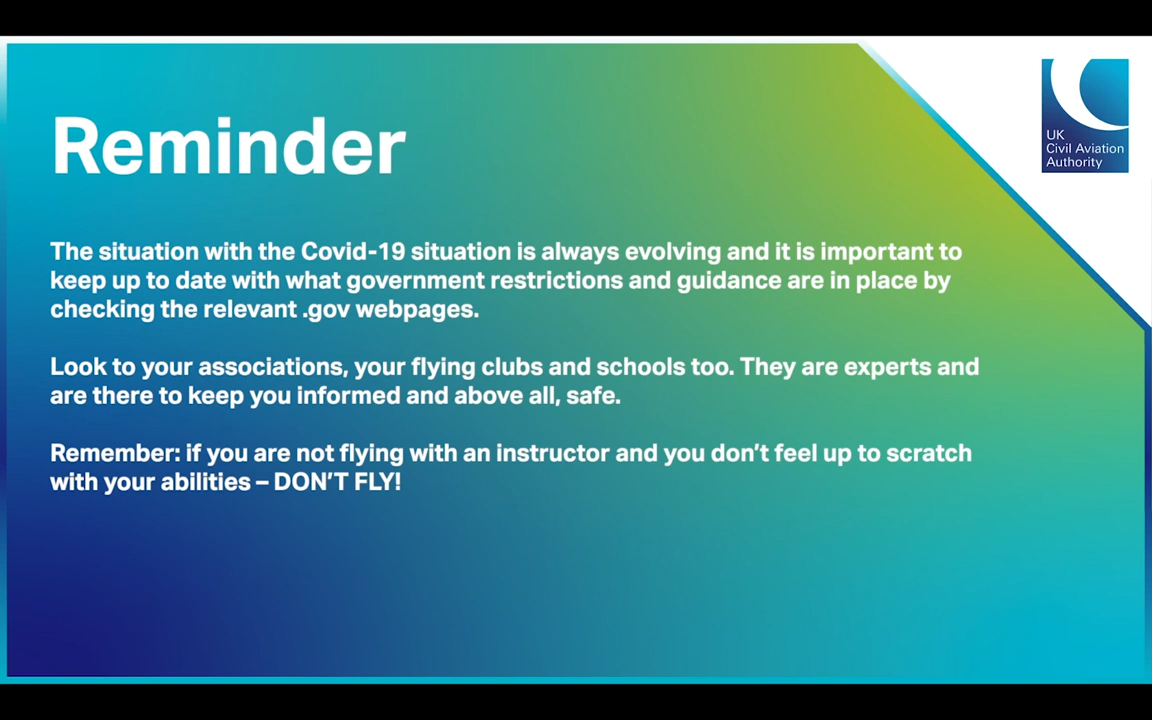 Reminder
UK
Civil Aviation
Authority
The situation with the Covid-19 situation is always evolving and it is important to
keep up to date with what government restrictions and guidance are in place by
checking the relevant .gov webpages.
Look to your associations, your flying clubs and schools too. They are experts and
are there to keep you informed and above all, safe.
Remember: if you are not flying with an instructor and you don’t feel up to scratch
with your abilities – DON’T FLY!